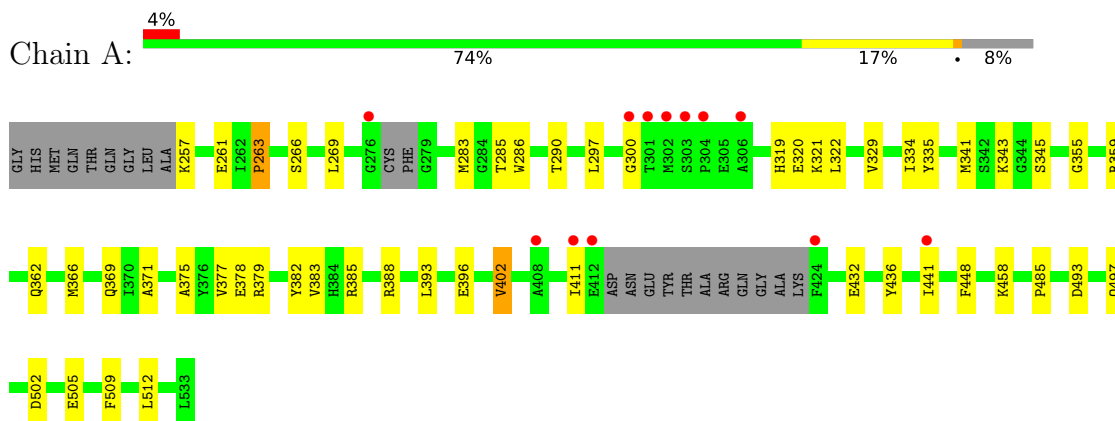 4%
Chain A:
74% 17% • 8%
GLY HIS MET GLN THR GLN GLY LEU ALA K257 E261 I262 P263 S266 L269 G276 CYS PHE G279 M283 G284 T285 W286 T290 L297 G300 T301 M302 S303 P304 E305 A306 H319 E320 K321 L322 V329 I334 Y335 M341 S342 K343 G344 S345 G355 R359
Q362 M366 Q369 I370 A371 A375 Y376 V377 E378 R379 Y382 V383 H384 R385 R388 L393 E396 V402 A408 I411 E412 ASP ASN GLU TYR THR ALA ARG GLN GLY ALA LYS F424 E432 Y436 I441 F448 K458 P485 D493
D502 E505 F509 L512 L533